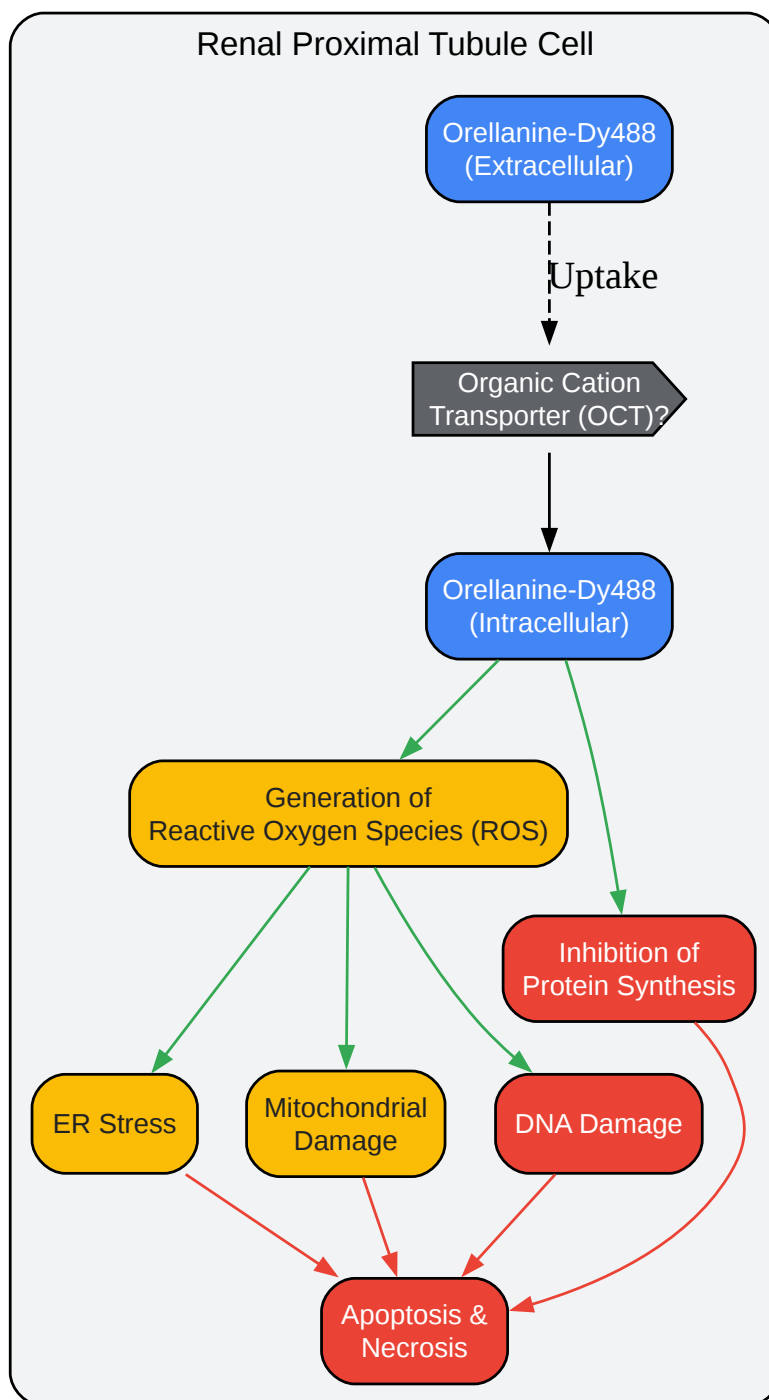 Renal Proximal Tubule Cell
Orellanine-Dy488
(Extracellular)
Uptake
Organic Cation
Transporter (OCT)?
Orellanine-Dy488
(Intracellular)
Generation of
Reactive Oxygen Species (ROS)
Inhibition of
Protein Synthesis
ER Stress
Mitochondrial
Damage
DNA Damage
Apoptosis &
Necrosis